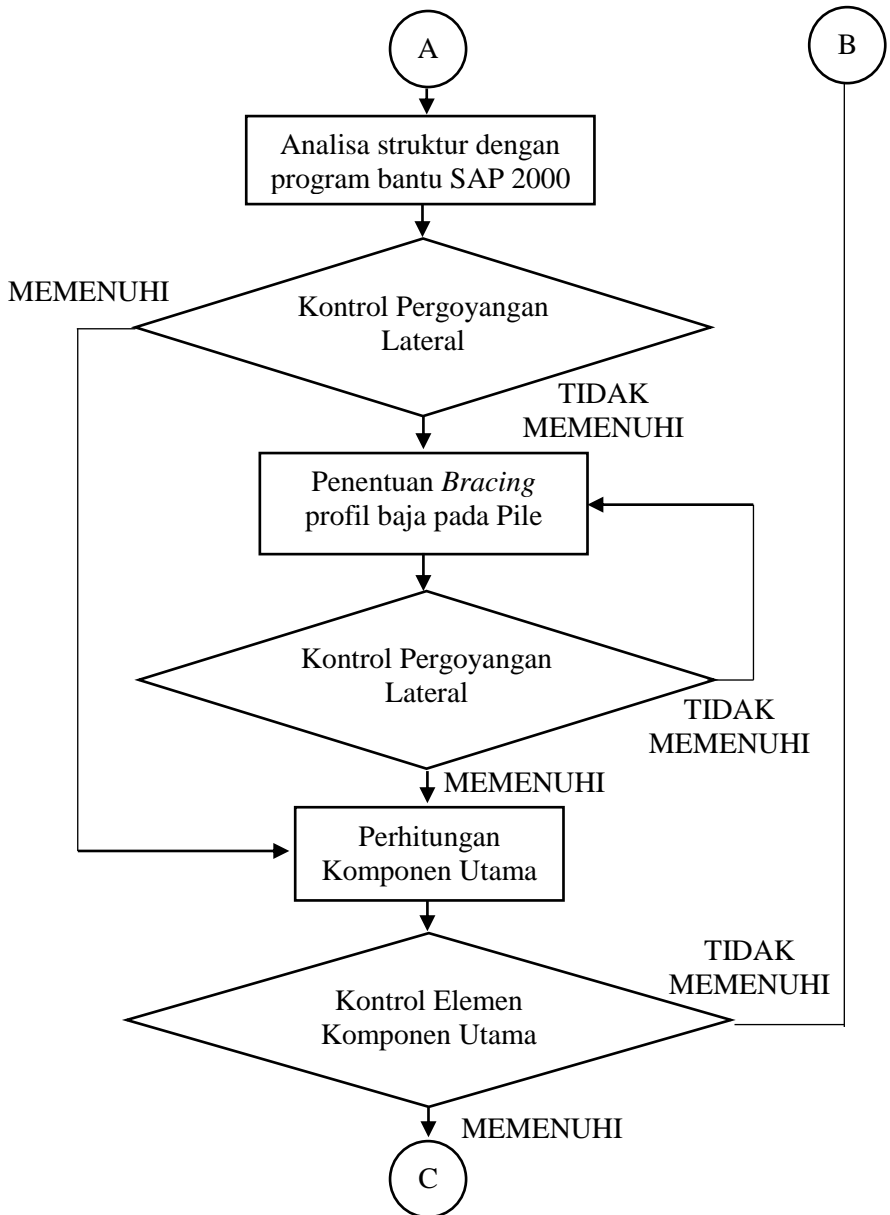 A
B
Analisa struktur dengan
program bantu SAP 2000
MEMENUHI
Kontrol Pergoyangan
Lateral
TIDAK
MEMENUHI
Penentuan Bracing
profil baja pada Pile
Kontrol Pergoyangan
Lateral
TIDAK
MEMENUHI
MEMENUHI
Perhitungan
Komponen Utama
TIDAK
MEMENUHI
Kontrol Elemen
Komponen Utama
MEMENUHI
C